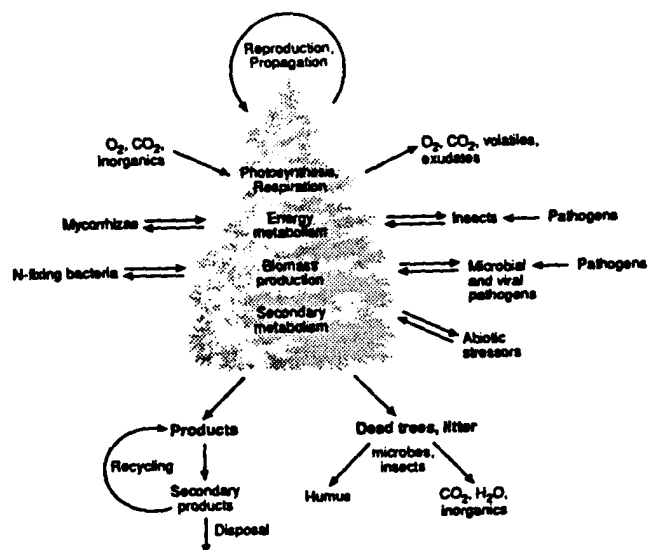 Reproduction,
Propagation
O2, CO2,
Inorganics
O2, CO2, volatiles,
exudates
Photosynthesis,
Respiration
Mycorrhizae
Energy
metabolism
Insects
Pathogens
N-fixing bacteria
Biomass
production
Microbial
and viral
pathogens
Pathogens
Secondary
metabolism
Abiotic
stressors
Products
Dead trees, litter
Recycling
microbes,
insects
Secondary
products
Humus
CO2, H2O,
inorganics
Disposal